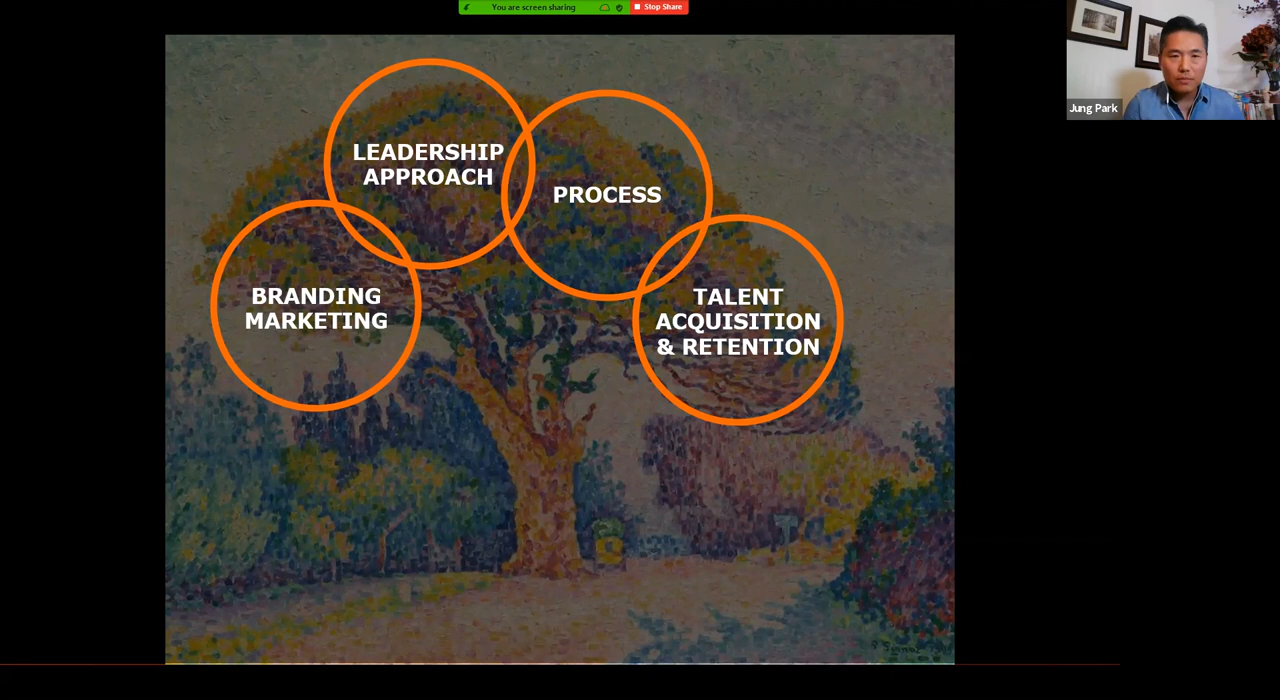 You are screen sharing
Stop Share
Jung Park
LEADERSHIP
APPROACH
PROCESS
BRANDING
MARKETING
TALENT
ACQUISITION
& RETENTION